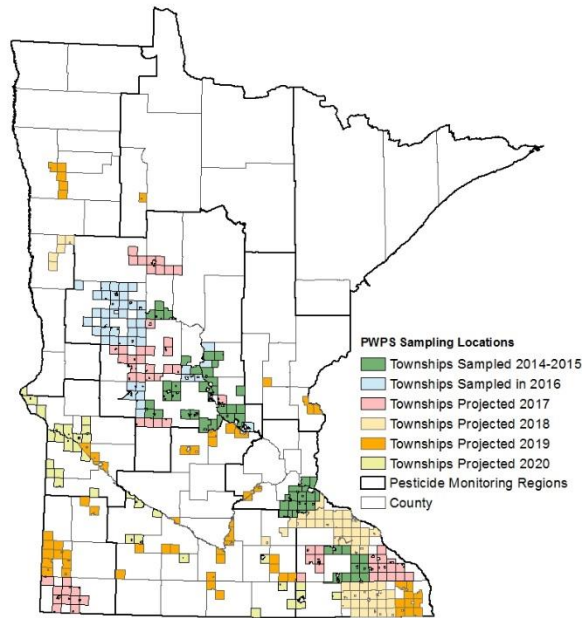 PWPS Sampling Locations
Townships Sampled 2014-2015
Townships Sampled in 2016
Townships Projected 2017
Townships Projected 2018
Townships Projected 2019
Townships Projected 2020
Pesticide Monitoring Regions
County